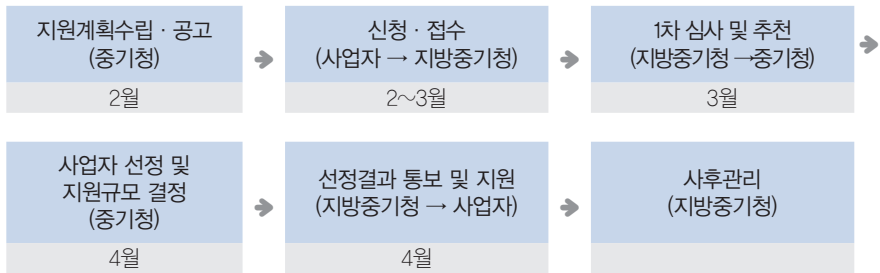 지원계획수립 · 공고
(중기청)
2월
신청 · 접수
(사업자 → 지방중기청)
2~3월
1차 심사 및 추천
(지방중기청 →중기청)
3월
사업자 선정 및
지원규모 결정
(중기청)
4월
선정결과 통보 및 지원
(지방중기청 → 사업자)
4월
사후관리
(지방중기청)